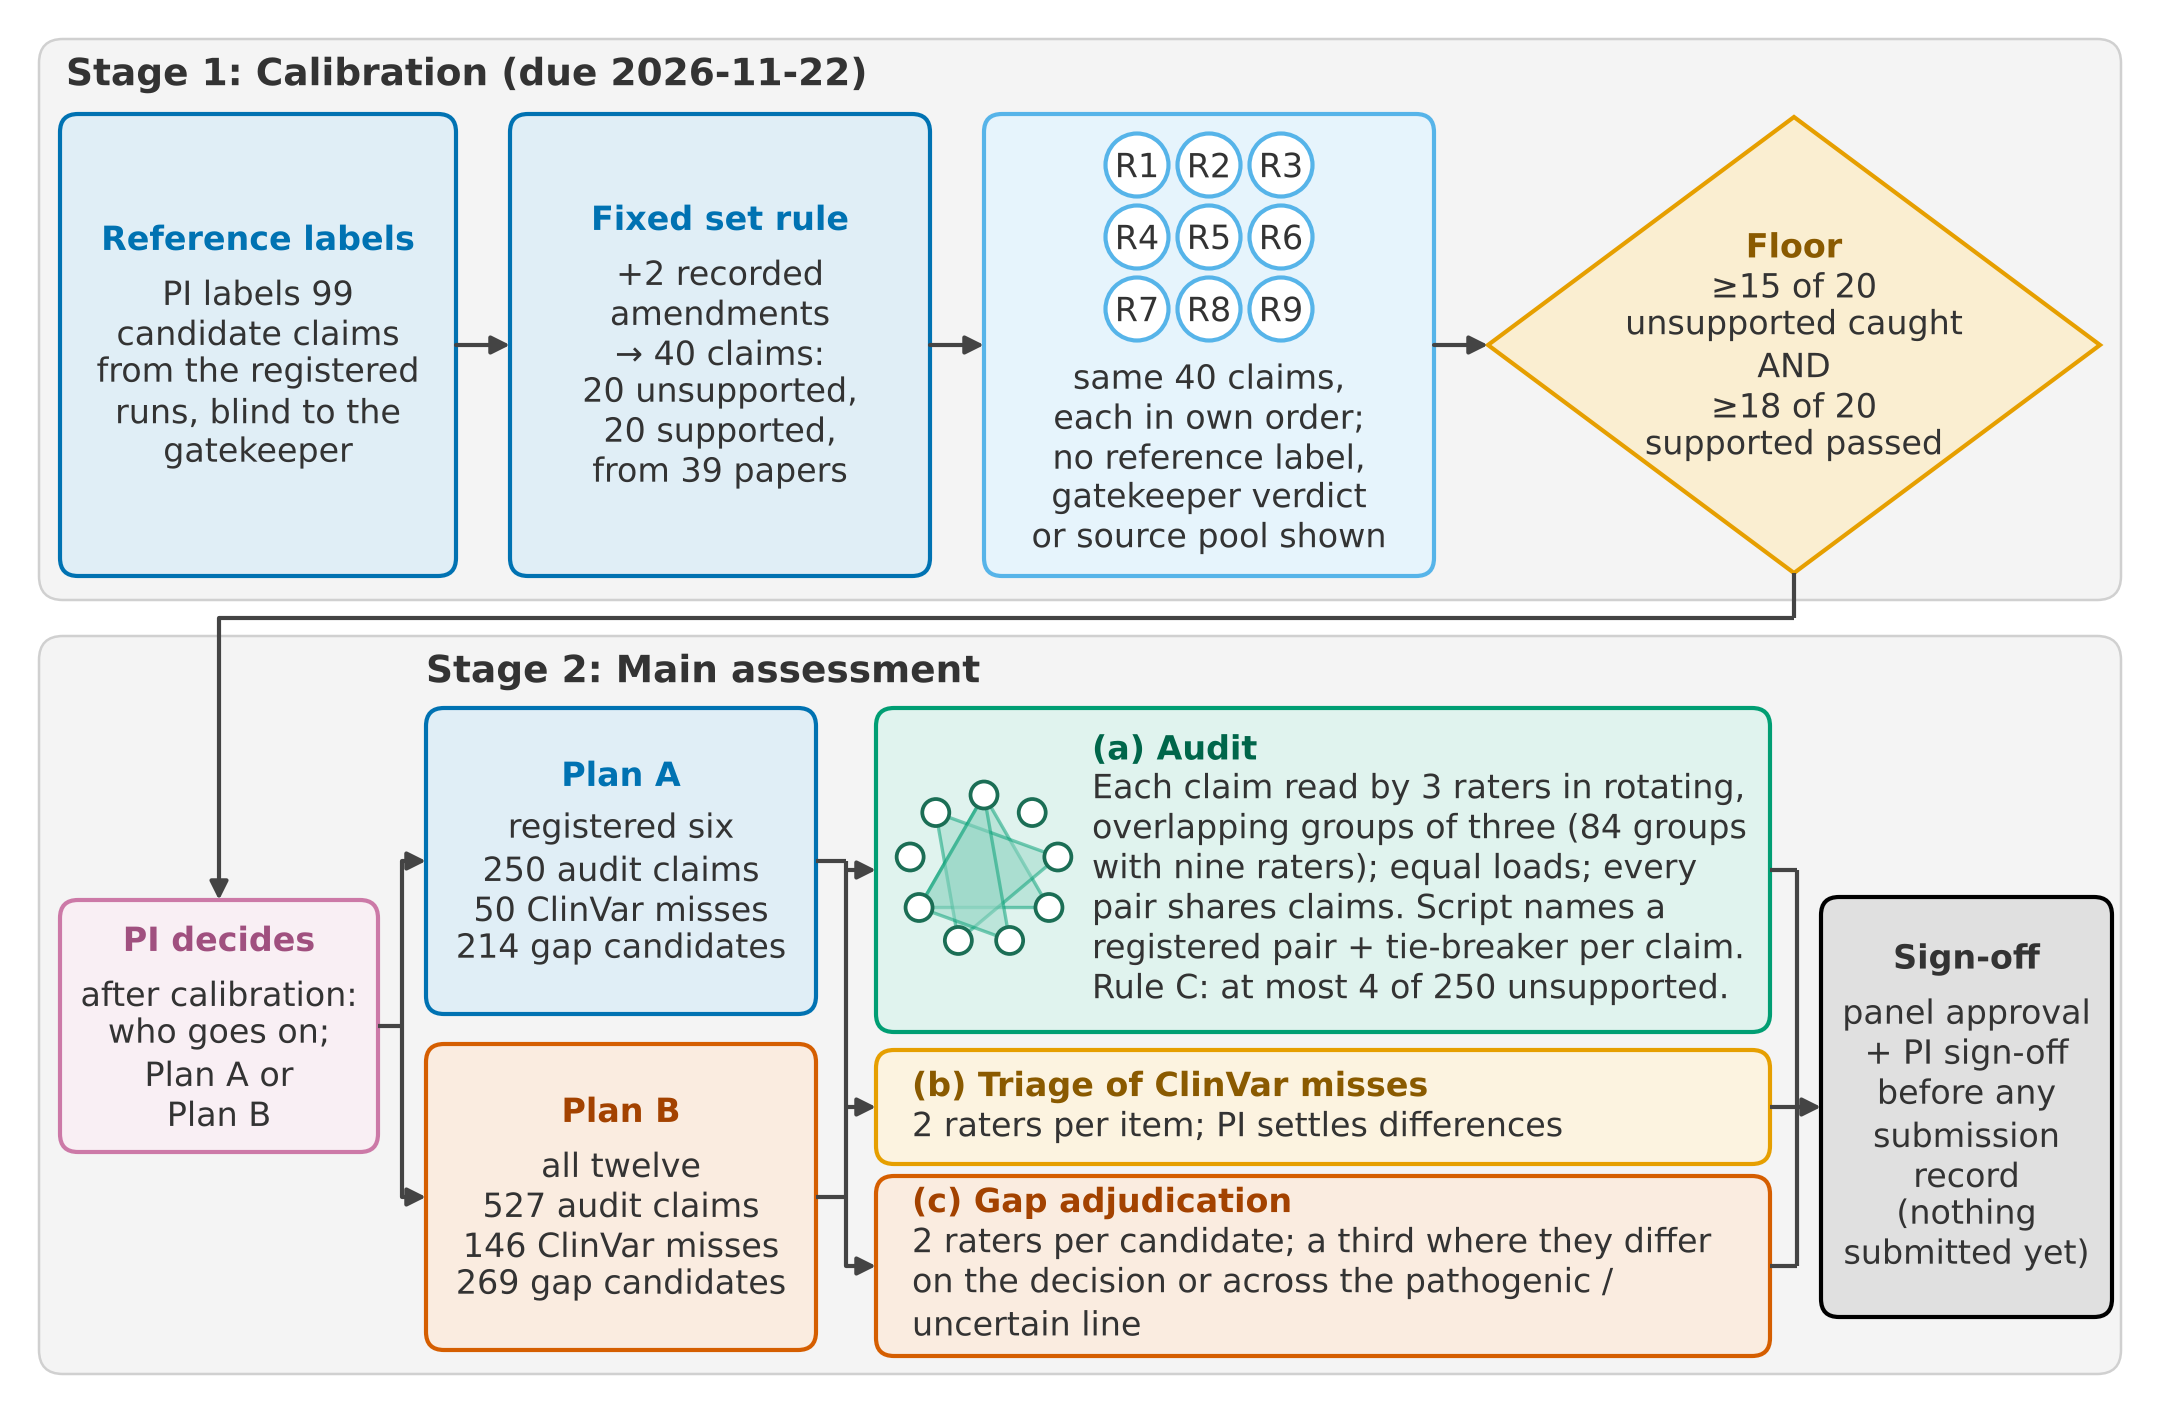 Stage 1: Calibration (due 2026-11-22)
Reference labels
PI labels 99
candidate claims
from the registered
runs, blind to the
gatekeeper
Fixed set rule
+2 recorded
amendments
→ 40 claims:
20 unsupported,
20 supported,
from 39 papers
R1 R2 R3
R4 R5 R6
R7 R8 R9
same 40 claims,
each in own order;
no reference label,
gatekeeper verdict
or source pool shown
Floor
≥15 of 20
unsupported caught
AND
≥18 of 20
supported passed
Stage 2: Main assessment
PI decides
after calibration:
who goes on;
Plan A or
Plan B
Plan A
registered six
250 audit claims
50 ClinVar misses
214 gap candidates
Plan B
all twelve
527 audit claims
146 ClinVar misses
269 gap candidates
(a) Audit
Each claim read by 3 raters in rotating,
overlapping groups of three (84 groups
with nine raters); equal loads; every
pair shares claims. Script names a
registered pair + tie-breaker per claim.
Rule C: at most 4 of 250 unsupported.
(b) Triage of ClinVar misses
2 raters per item; PI settles differences
(c) Gap adjudication
2 raters per candidate; a third where they differ
on the decision or across the pathogenic /
uncertain line
Sign-off
panel approval
+ PI sign-off
before any
submission
record
(nothing
submitted yet)